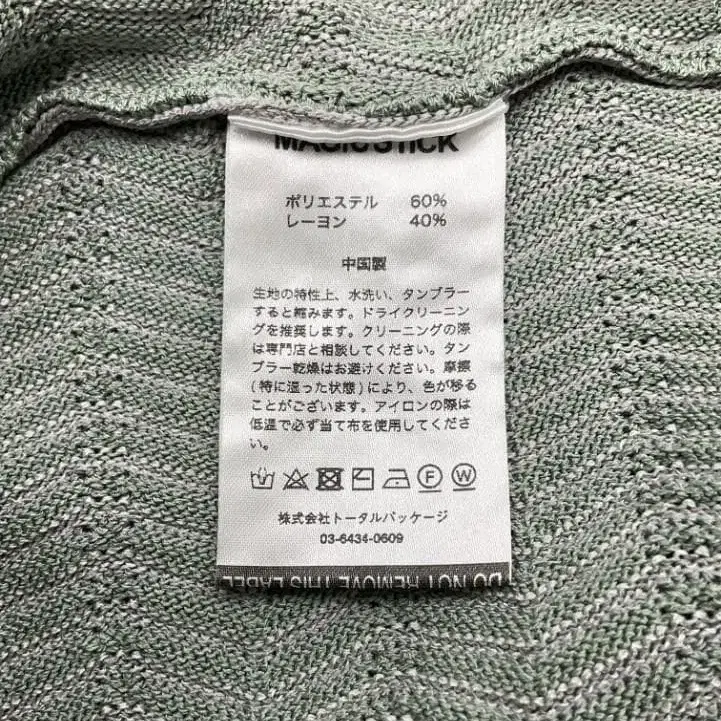 MAGIC STICK
ポリエステル 60%
レーヨン 40%
中国製
生地の特性上、水洗い、タンブラー
すると縮みます。ドライクリーニン
グを推奨します。クリーニングの際
は専門店と相談してください。タン
ブラー乾燥はお避けください。摩擦
(特に湿った状態)により、色が移る
ことがございます。アイロンの際は
低温で必ず当て布を使用してくださ
い。
F W
株式会社トータルパッケージ
03-6434-0609
DO NOT REMOVE THIS LABEL